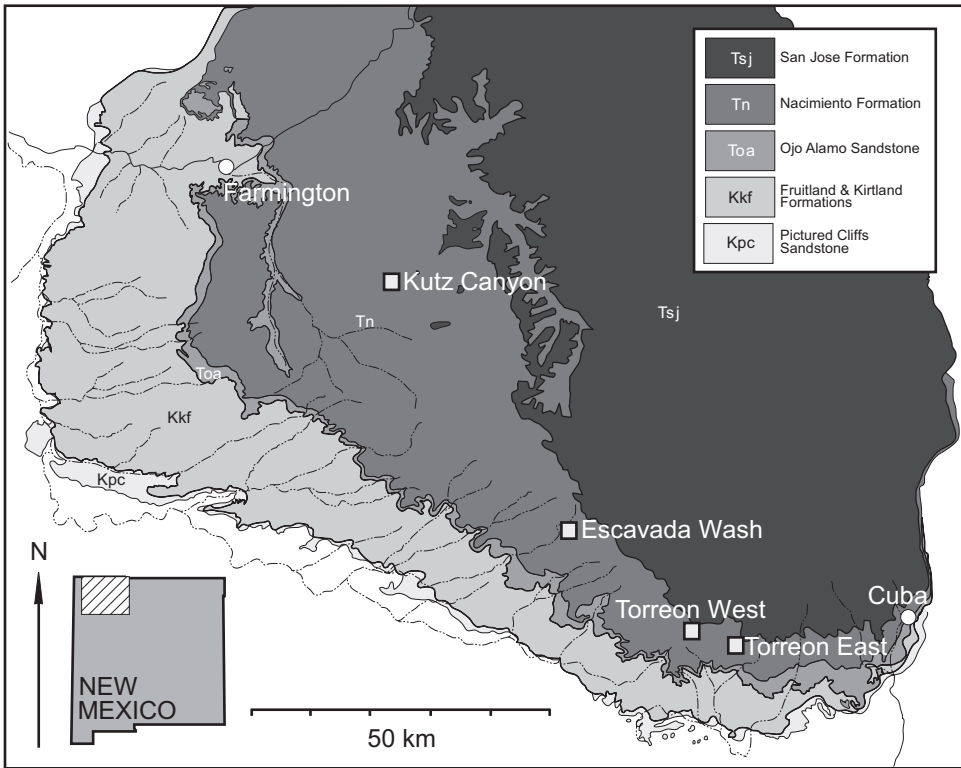 Tsj San Jose Formation
Tn Nacimiento Formation
Toa Ojo Alamo Sandstone
Kkf Fruitland & Kirtland
Formations
Kpc Pictured Cliffs
Sandstone
Farmington
Kutz Canyon
Tn
Tsj
Toa
Kkf
Kpc
Escavada Wash
N
Cuba
Torreon West
Torreon East
NEW
MEXICO
50 km